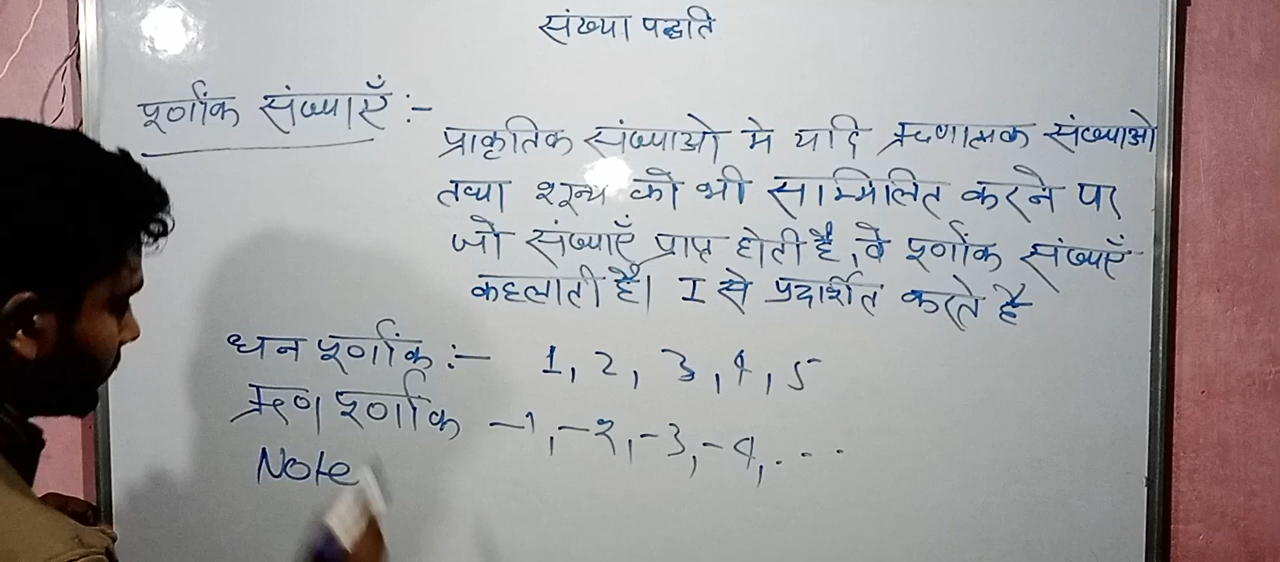 संख्या पद्धति
पूर्णांक संख्याएँ :-
प्राकृतिक संख्याओ मे यदि ऋणात्मक संख्याओ
तथा शून्य को भी सम्मिलित करने पर
जो संख्याएँ प्राप्त होती है, वे पूर्णांक संख्याएँ
कहलाती है। I से प्रदर्शित करते है
धन पूर्णांक :- 1, 2, 3, 4, 5
ऋण पूर्णांक -1, -2, -3, -4, ...
Note